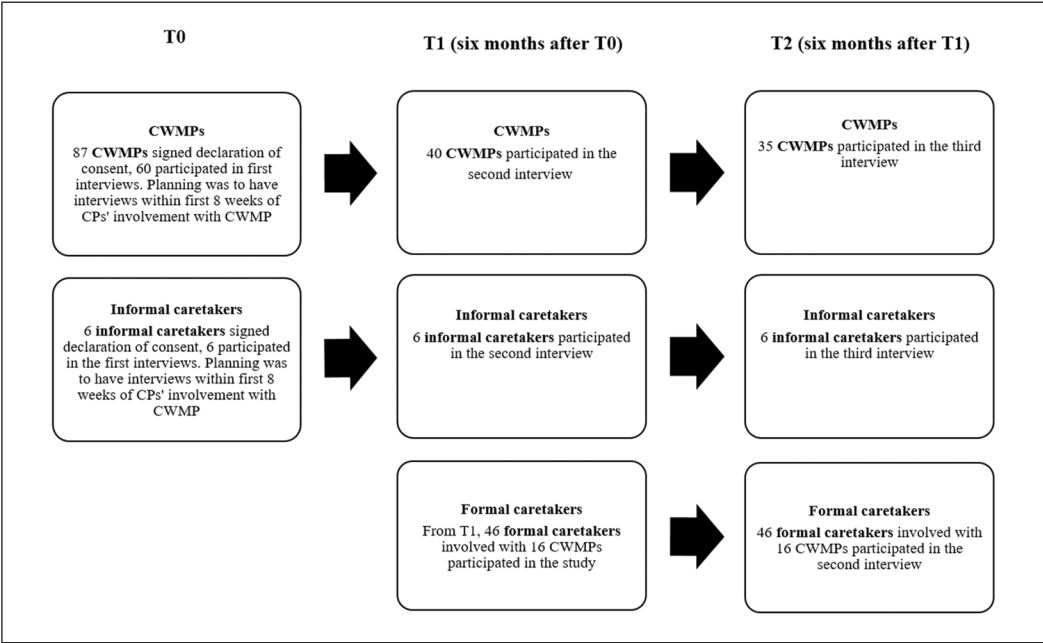 T0
T1 (six months after T0)
T2 (six months after T1)
CWMPs
87 CWMPs signed declaration of
consent, 60 participated in first
interviews. Planning was to have
interviews within first 8 weeks of
CPs' involvement with CWMP
CWMPs
40 CWMPs participated in the
second interview
CWMPs
35 CWMPs participated in the third
interview
Informal caretakers
6 informal caretakers signed
declaration of consent, 6 participated
in the first interviews. Planning was
to have interviews within first 8
weeks of CPs' involvement with
CWMP
Informal caretakers
6 informal caretakers participated
in the second interview
Informal caretakers
6 informal caretakers participated
in the third interview
Formal caretakers
From T1, 46 formal caretakers
involved with 16 CWMPs
participated in the study
Formal caretakers
46 formal caretakers involved with
16 CWMPs participated in the
second interview